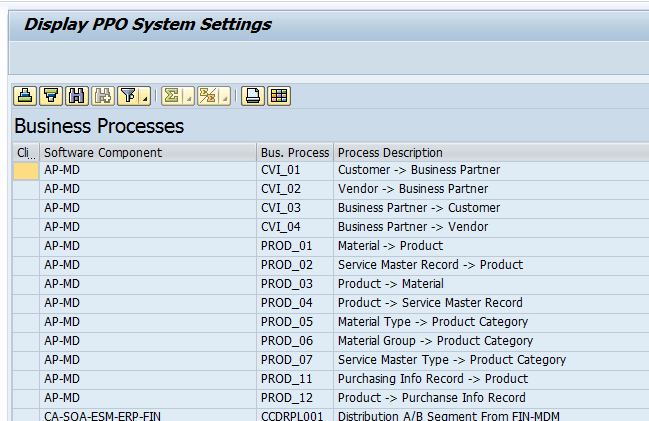 Display PPO System Settings
Business Processes
Cli.. Software Component Bus. Process Process Description
AP-MD CVI_01 Customer -> Business Partner
AP-MD CVI_02 Vendor -> Business Partner
AP-MD CVI_03 Business Partner -> Customer
AP-MD CVI_04 Business Partner -> Vendor
AP-MD PROD_01 Material -> Product
AP-MD PROD_02 Service Master Record -> Product
AP-MD PROD_03 Product -> Material
AP-MD PROD_04 Product -> Service Master Record
AP-MD PROD_05 Material Type -> Product Category
AP-MD PROD_06 Material Group -> Product Category
AP-MD PROD_07 Service Master Type -> Product Category
AP-MD PROD_11 Purchasing Info Record -> Product
AP-MD PROD_12 Product -> Purchanse Info Record
CA-SOA-ESM-ERP-FIN CCDRPL001 Distribution A/B Segment From FIN-MDM